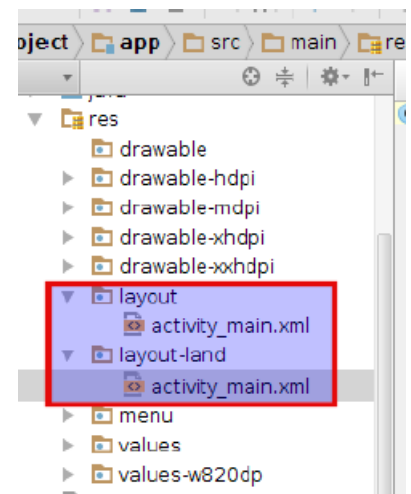 oject app src main re
res
drawable
drawable-hdpi
drawable-mdpi
drawable-xhdpi
drawable-xxhdpi
layout
activity_main.xml
layout-land
activity_main.xml
menu
values
values-w820dp